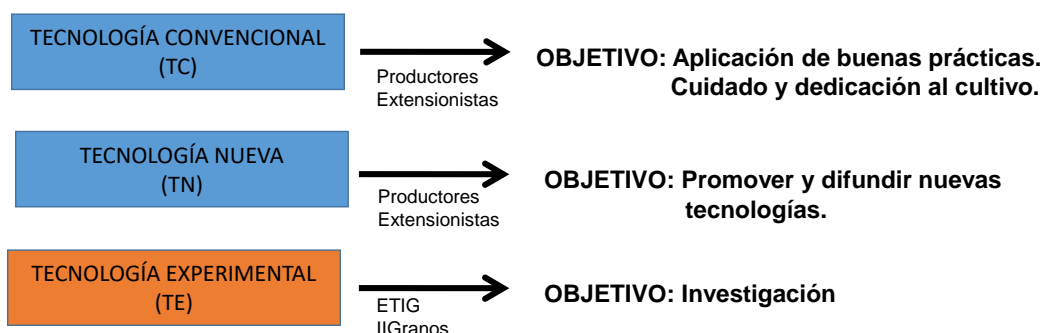 TECNOLOGÍA CONVENCIONAL
(TC)
Productores
Extensionistas
OBJETIVO: Aplicación de buenas prácticas.
Cuidado y dedicación al cultivo.
TECNOLOGÍA NUEVA
(TN)
Productores
Extensionistas
OBJETIVO: Promover y difundir nuevas
tecnologías.
TECNOLOGÍA EXPERIMENTAL
(TE)
ETIG
IIGranos
OBJETIVO: Investigación